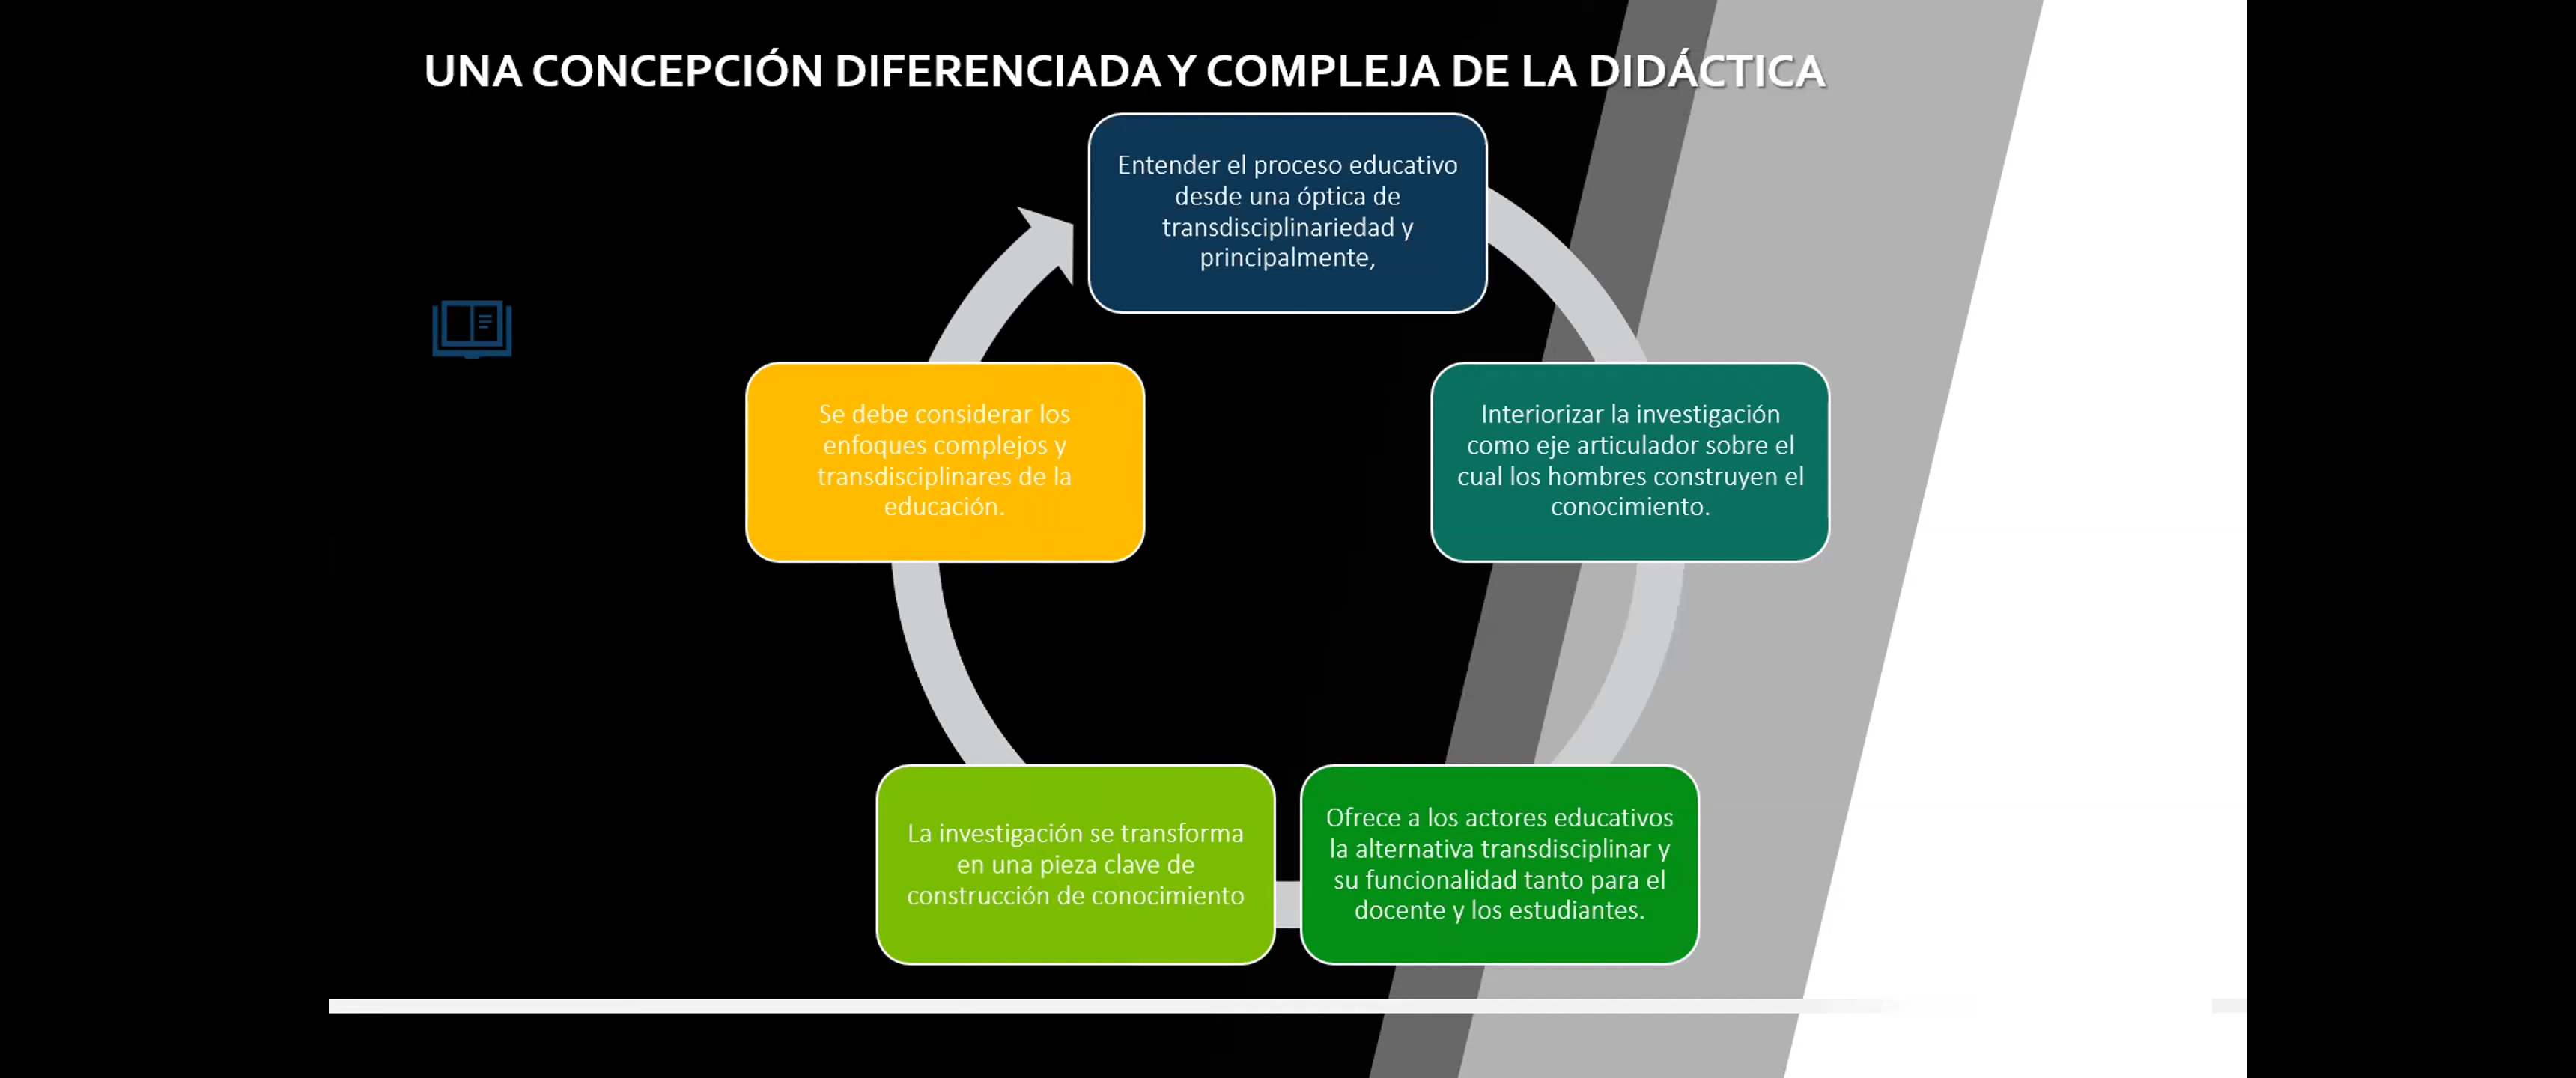 UNA CONCEPCIÓN DIFERENCIADA Y COMPLEJA DE LA DIDÁCTICA
Entender el proceso educativo
desde una óptica de
transdisciplinariedad y
principalmente,
Interiorizar la investigación
como eje articulador sobre el
cual los hombres construyen el
conocimiento.
Ofrece a los actores educativos
la alternativa transdisciplinar y
su funcionalidad tanto para el
docente y los estudiantes.
La investigación se transforma
en una pieza clave de
construcción de conocimiento
Se debe considerar los
enfoques complejos y
transdisciplinares de la
educación.